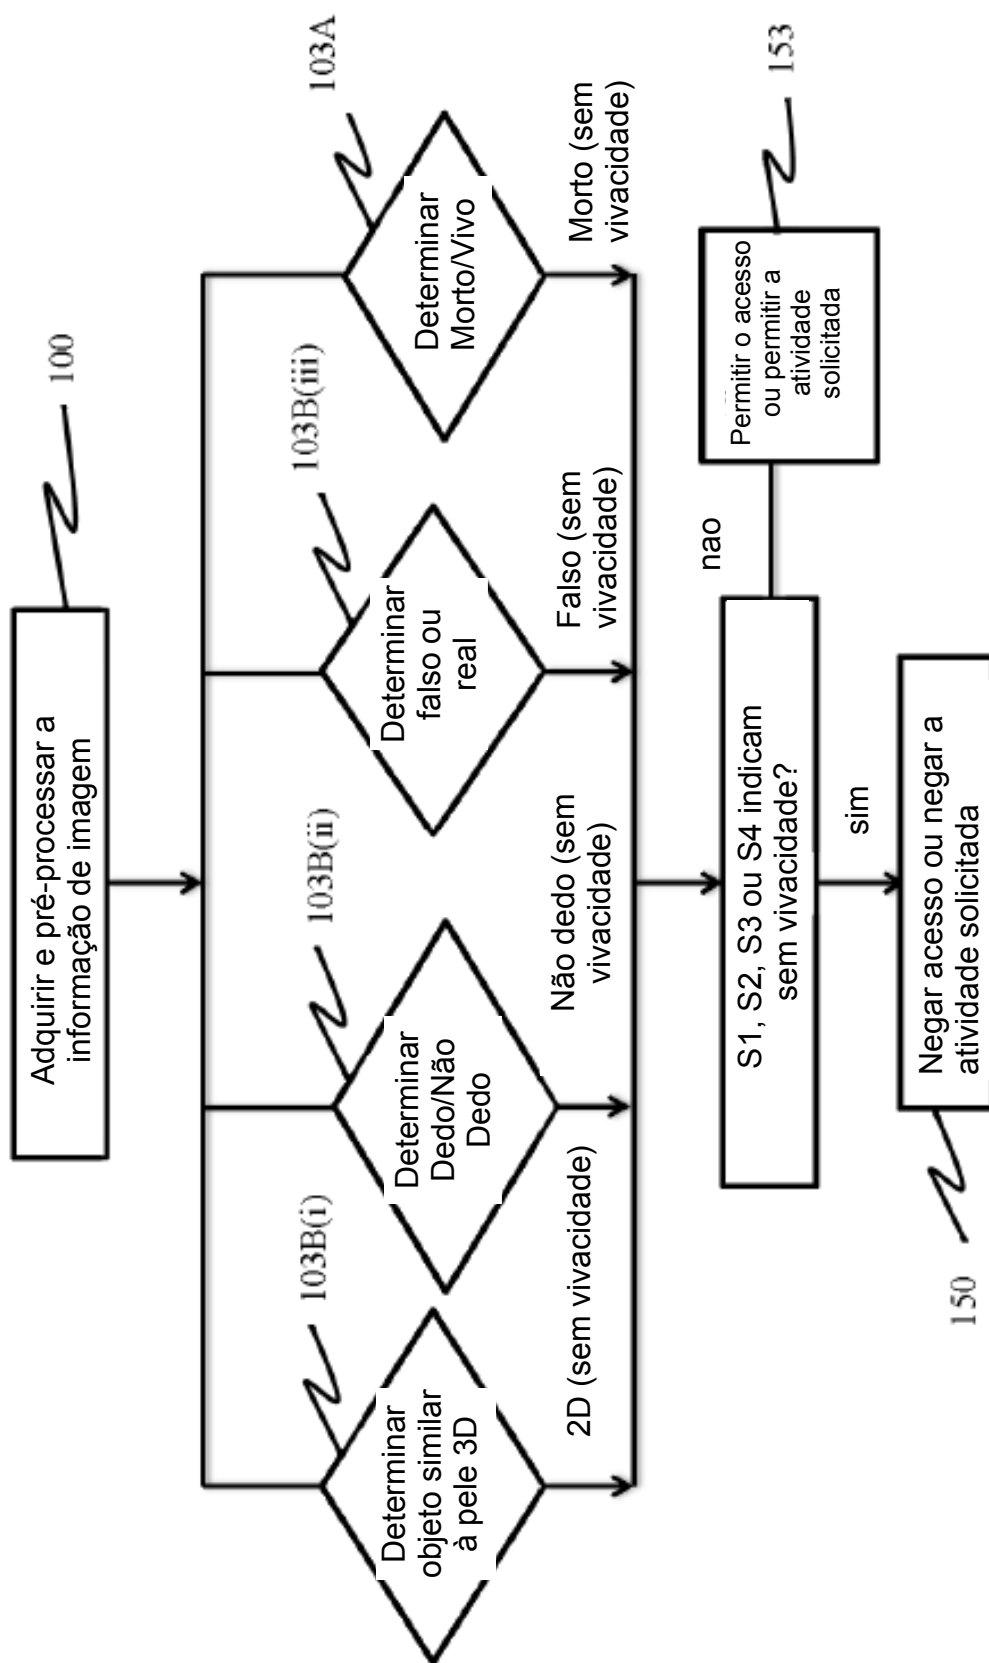 Adquirir e pré-processar a
informação de imagem
100
103B(i)
103B(ii)
103B(iii)
103A
Determinar
objeto similar
à pele 3D
Determinar
Dedo/Não
Dedo
Determinar
falso ou
real
Determinar
Morto/Vivo
2D (sem vivacidade)
Não dedo (sem
vivacidade)
Falso (sem
vivacidade)
Morto (sem
vivacidade)
S1, S2, S3 ou S4 indicam
sem vivacidade?
nao
Permitir o acesso
ou permitir a
atividade
solicitada
153
sim
Negar acesso ou negar a
atividade solicitada
150